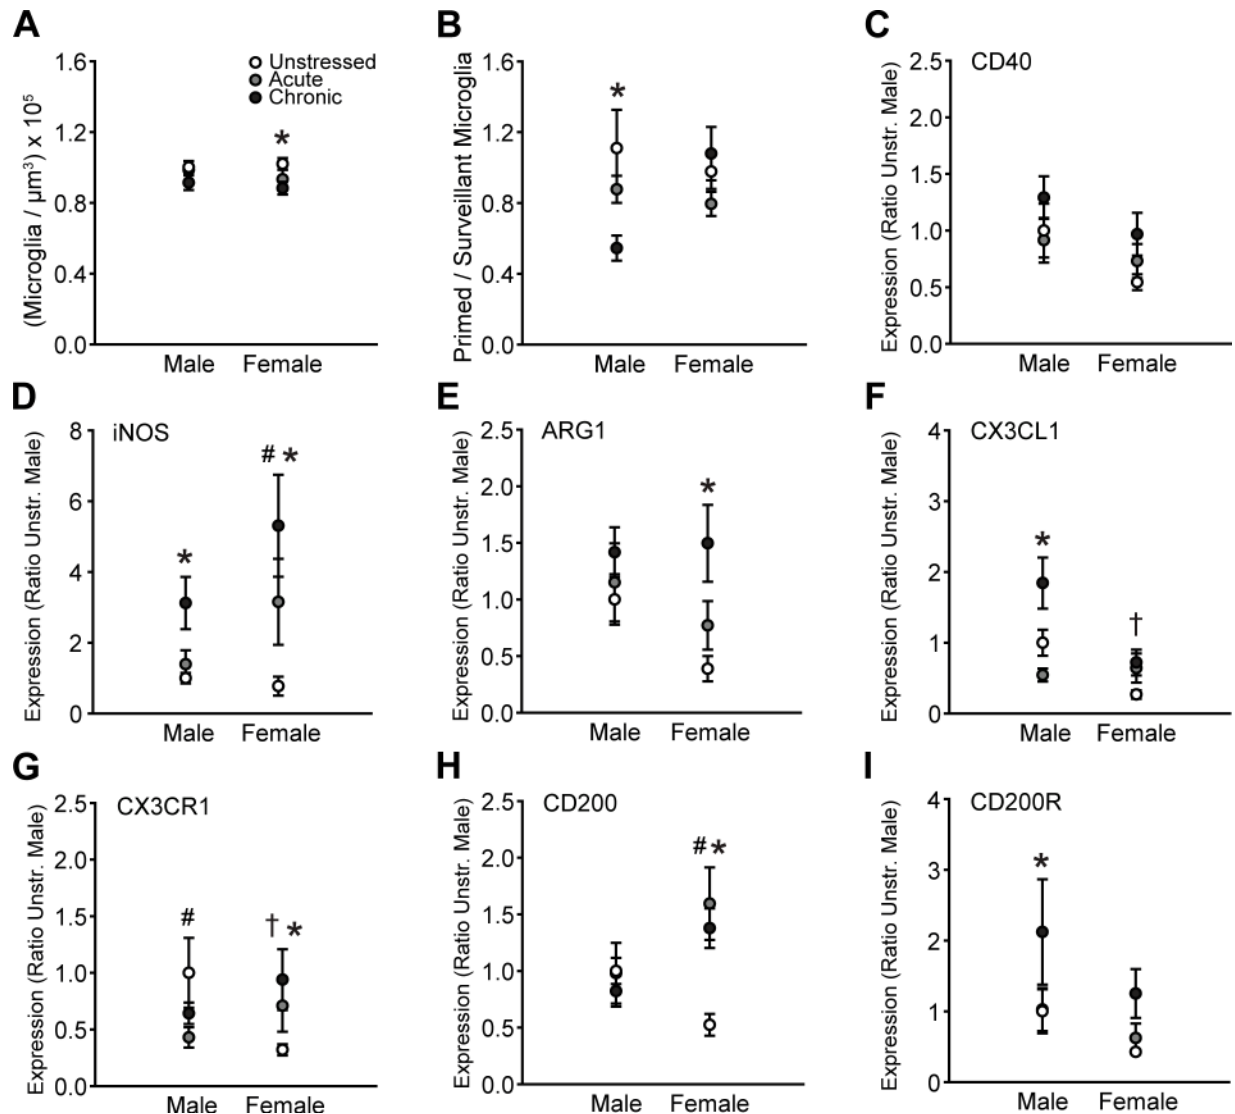 A
(Microglia / µm³) x 10⁵
1.6
1.2
0.8
0.4
0.0
Unstressed
Acute
Chronic
*
Male Female
B
Primed / Surveillant Microglia
1.6
1.2
0.8
0.4
0.0
*
Male Female
C
Expression (Ratio Unstr. Male)
2.5
2.0
1.5
1.0
0.5
0.0
CD40
Male Female
D
Expression (Ratio Unstr. Male)
8
6
4
2
0
iNOS
*
# *
Male Female
E
Expression (Ratio Unstr. Male)
2.5
2.0
1.5
1.0
0.5
0.0
ARG1
*
Male Female
F
Expression (Ratio Unstr. Male)
4
3
2
1
0
CX3CL1
*
†
Male Female
G
Expression (Ratio Unstr. Male)
2.5
2.0
1.5
1.0
0.5
0.0
CX3CR1
#
† *
Male Female
H
Expression (Ratio Unstr. Male)
2.5
2.0
1.5
1.0
0.5
0.0
CD200
# *
Male Female
I
Expression (Ratio Unstr. Male)
4
3
2
1
0
CD200R
*
Male Female